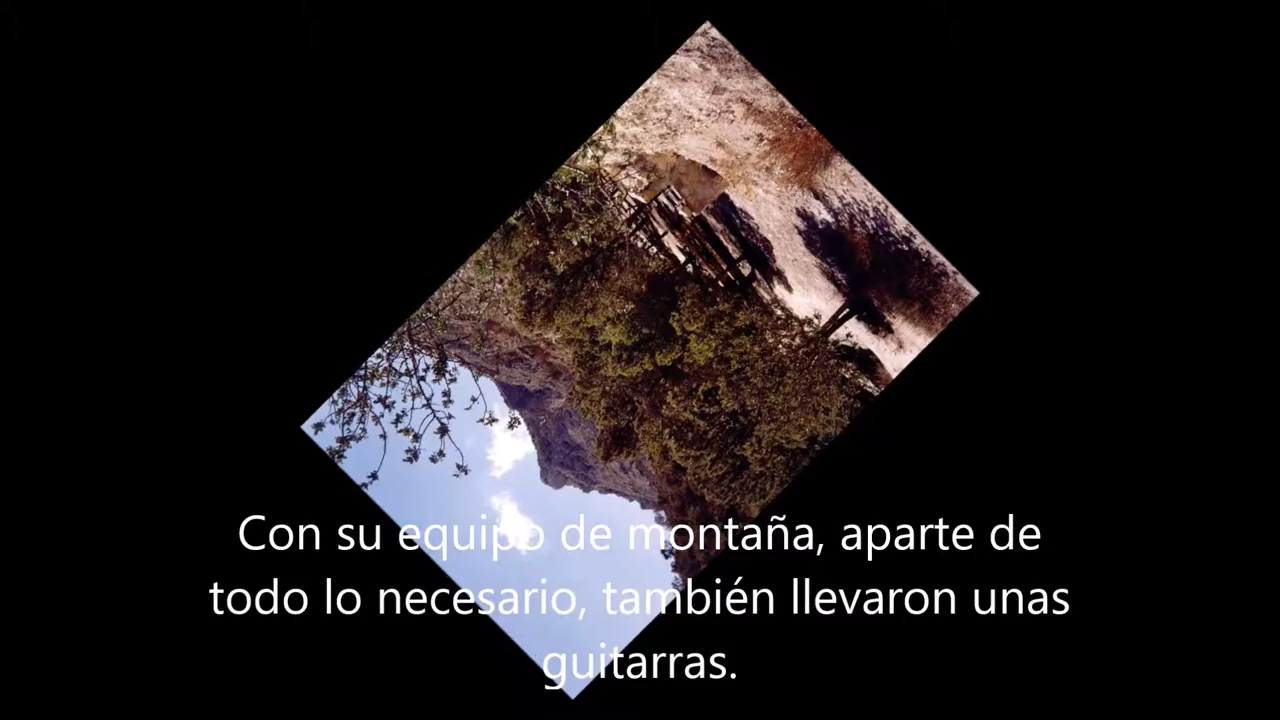 Con su equipo de montaña, aparte de
todo lo necesario, también llevaron unas
guitarras.